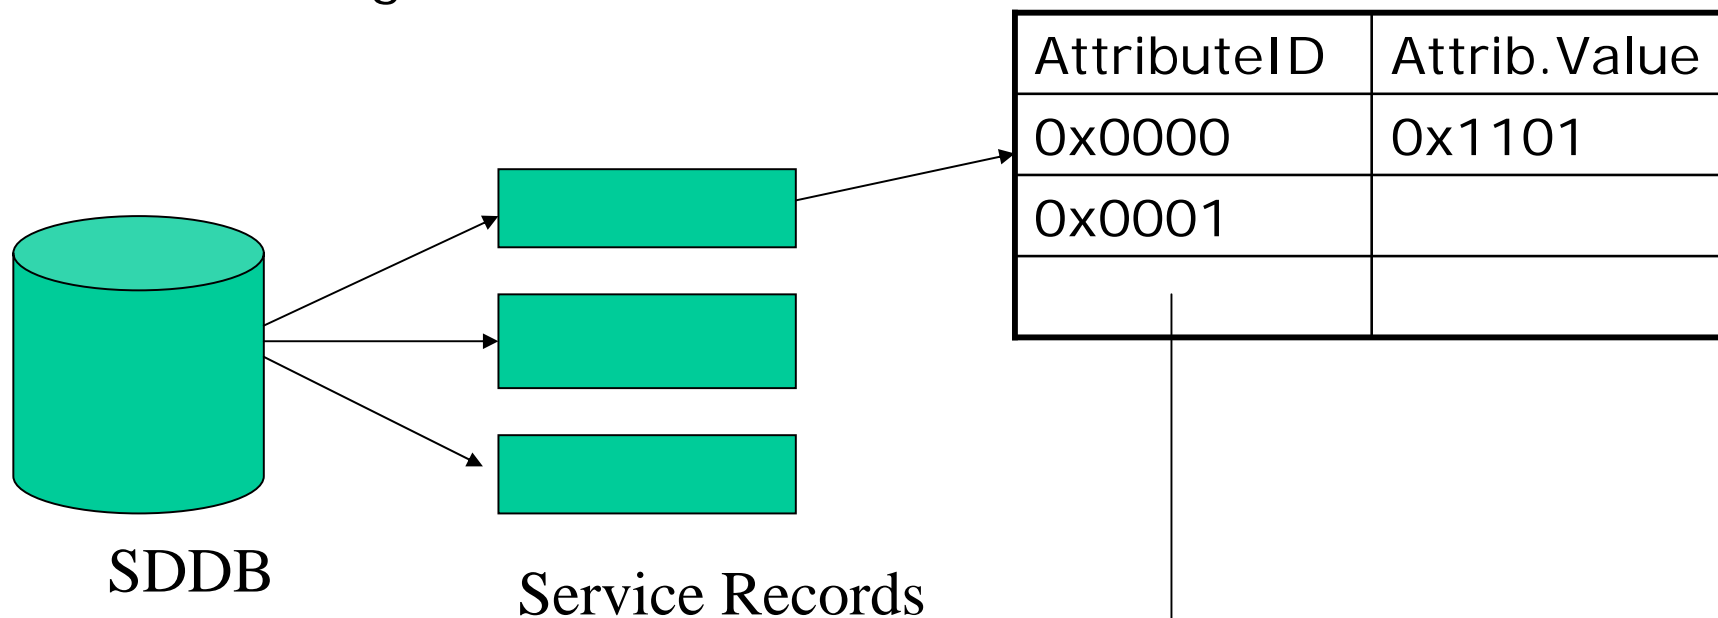 AttributeID Attrib.Value
0x0000 0x1101
0x0001
SDDB
Service Records